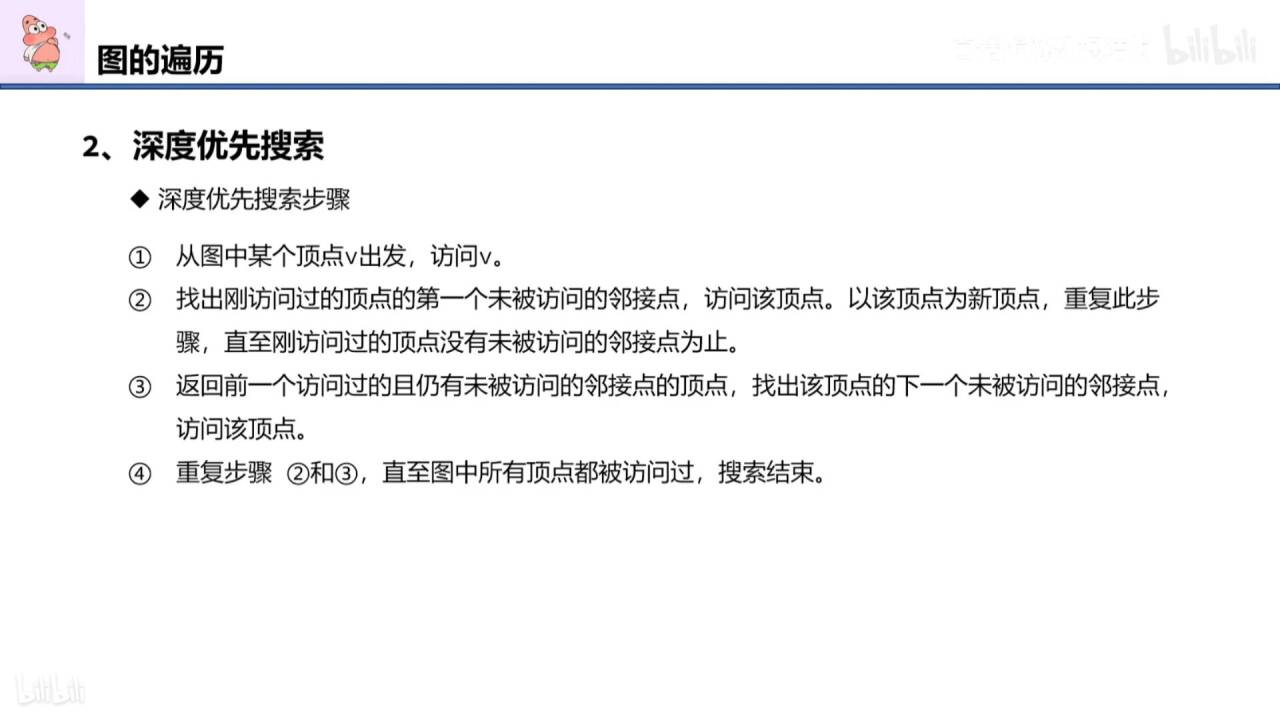 图的遍历
bilibili
2、深度优先搜索
◆ 深度优先搜索步骤
① 从图中某个顶点v出发，访问v。
② 找出刚访问过的顶点的第一个未被访问的邻接点，访问该顶点。以该顶点为新顶点，重复此步
骤，直至刚访问过的顶点没有未被访问的邻接点为止。
③ 返回前一个访问过的且仍有未被访问的邻接点的顶点，找出该顶点的下一个未被访问的邻接点，
访问该顶点。
④ 重复步骤 ②和③，直至图中所有顶点都被访问过，搜索结束。
bilibili